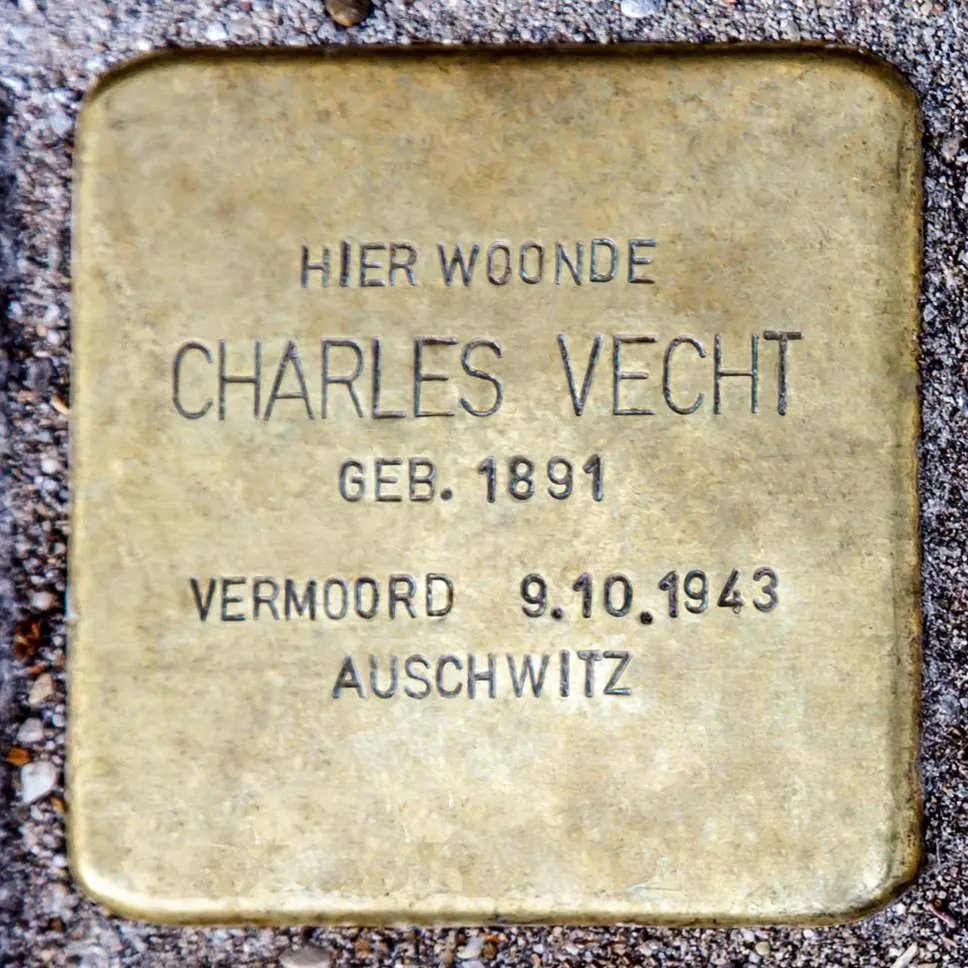 HIER WOONDE
CHARLES VECHT
GEB. 1891
VERMOORD 9.10.1943
AUSCHWITZ